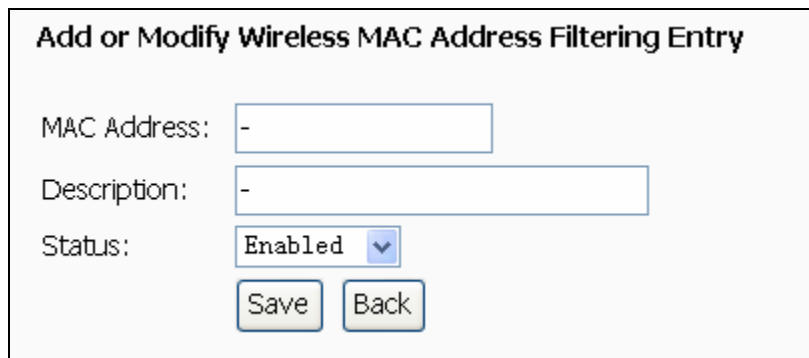 Add or Modify Wireless MAC Address Filtering Entry
MAC Address: -
Description: -
Status: Enabled
Save Back